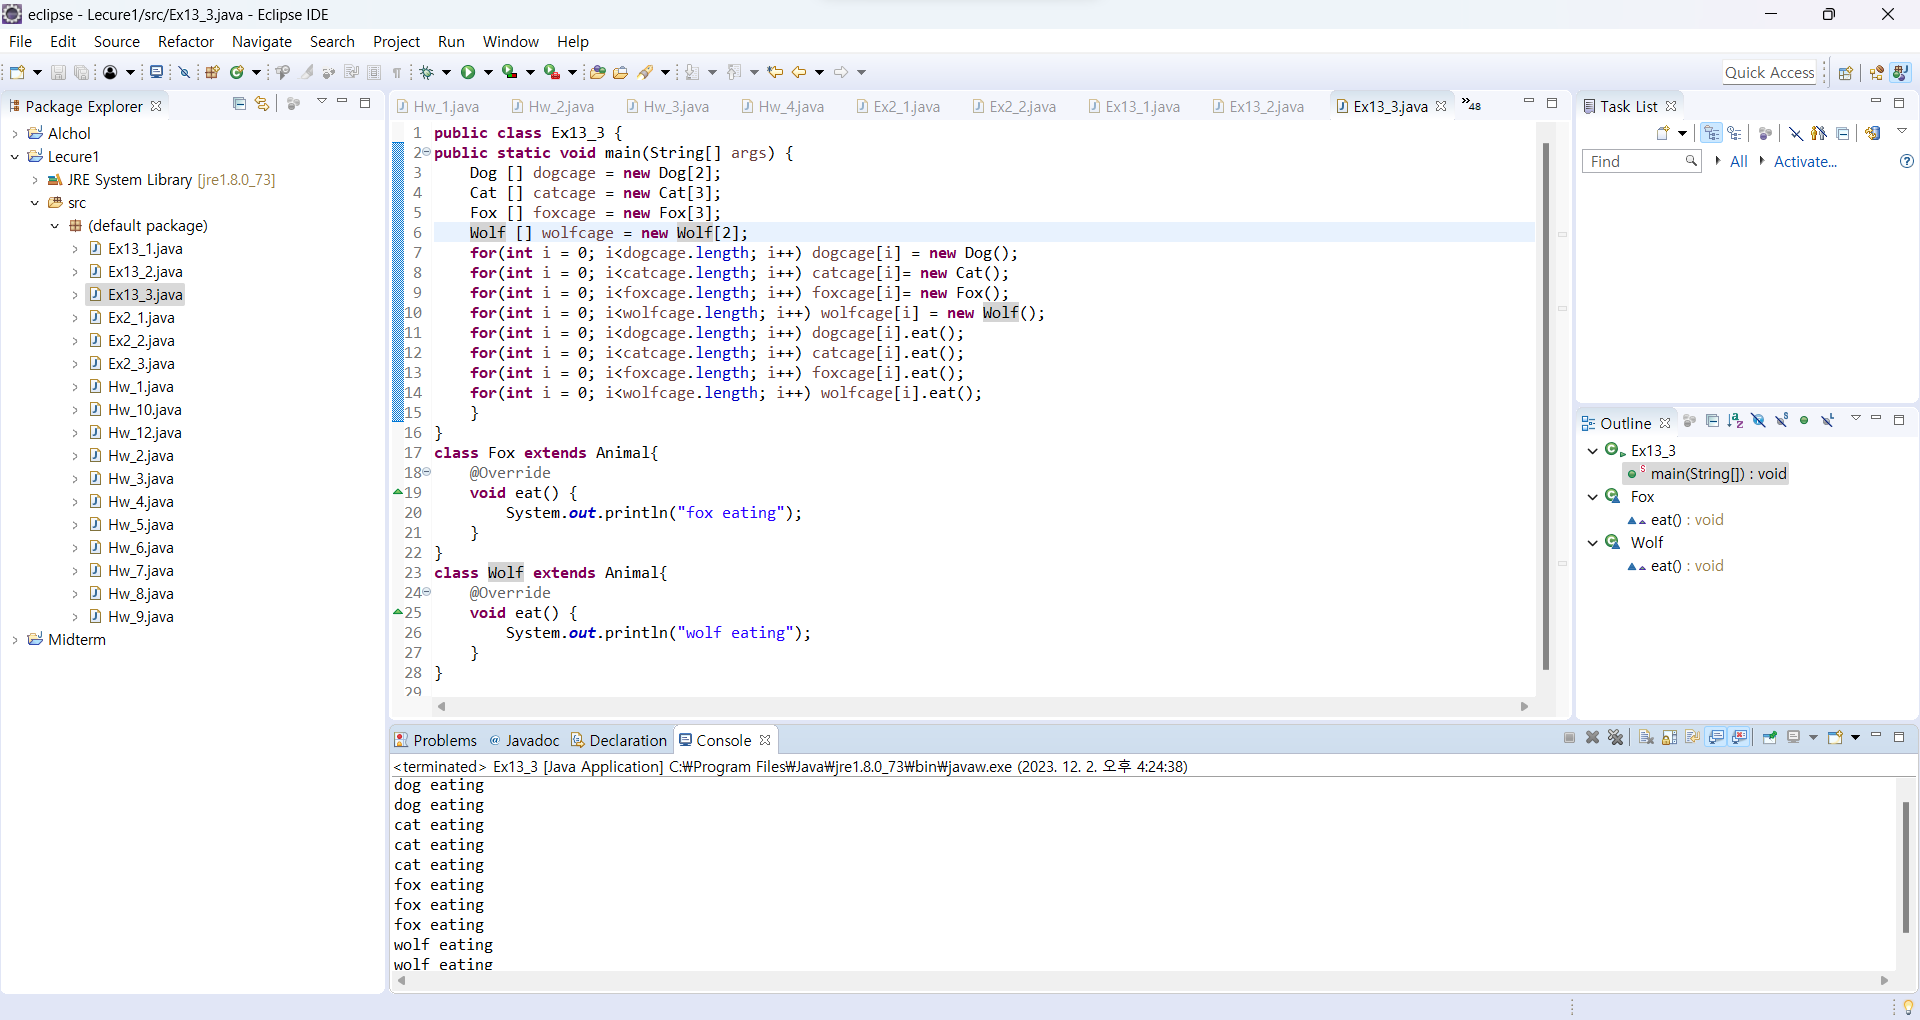 eclipse - Lecure1/src/Ex13_3.java - Eclipse IDE
File Edit Source Refactor Navigate Search Project Run Window Help
Quick Access
Package Explorer
Alchol
Lecure1
JRE System Library [jre1.8.0_73]
src
(default package)
Ex13_1.java
Ex13_2.java
Ex13_3.java
Ex2_1.java
Ex2_2.java
Ex2_3.java
Hw_1.java
Hw_10.java
Hw_12.java
Hw_2.java
Hw_3.java
Hw_4.java
Hw_5.java
Hw_6.java
Hw_7.java
Hw_8.java
Hw_9.java
Midterm
Hw_1.java Hw_2.java Hw_3.java Hw_4.java Ex2_1.java Ex2_2.java Ex13_1.java Ex13_2.java Ex13_3.java »48
1 public class Ex13_3 {
2 public static void main(String[] args) {
3 Dog [] dogcage = new Dog[2];
4 Cat [] catcage = new Cat[3];
5 Fox [] foxcage = new Fox[3];
6 Wolf [] wolfcage = new Wolf[2];
7 for(int i = 0; i<dogcage.length; i++) dogcage[i] = new Dog();
8 for(int i = 0; i<catcage.length; i++) catcage[i]= new Cat();
9 for(int i = 0; i<foxcage.length; i++) foxcage[i]= new Fox();
10 for(int i = 0; i<wolfcage.length; i++) wolfcage[i] = new Wolf();
11 for(int i = 0; i<dogcage.length; i++) dogcage[i].eat();
12 for(int i = 0; i<catcage.length; i++) catcage[i].eat();
13 for(int i = 0; i<foxcage.length; i++) foxcage[i].eat();
14 for(int i = 0; i<wolfcage.length; i++) wolfcage[i].eat();
15 }
16 }
17 class Fox extends Animal{
18 @Override
19 void eat() {
20 System.out.println("fox eating");
21 }
22 }
23 class Wolf extends Animal{
24 @Override
25 void eat() {
26 System.out.println("wolf eating");
27 }
28 }
29
Task List
Find All Activate...
Outline
Ex13_3
main(String[]) : void
Fox
eat() : void
Wolf
eat() : void
Problems @ Javadoc Declaration Console
<terminated> Ex13_3 [Java Application] C:₩Program Files₩Java₩jre1.8.0_73₩bin₩javaw.exe (2023. 12. 2. 오후 4:24:38)
dog eating
dog eating
cat eating
cat eating
cat eating
fox eating
fox eating
fox eating
wolf eating
wolf eating